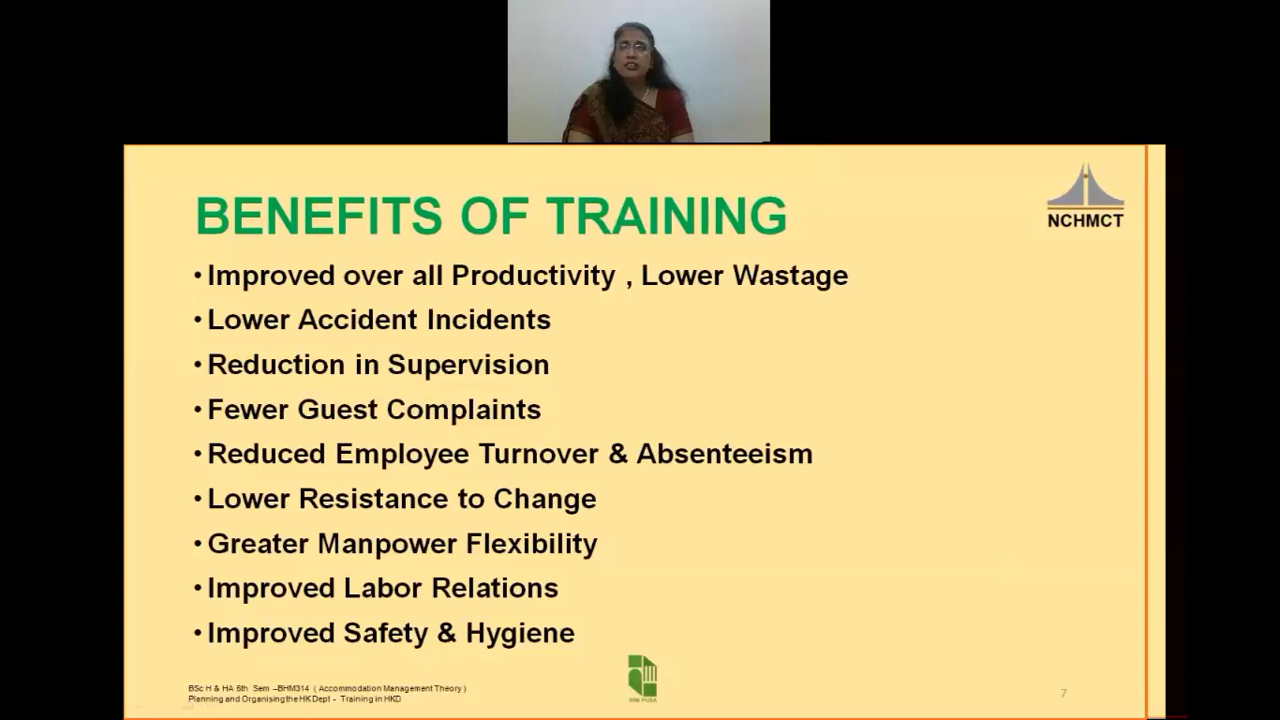 BENEFITS OF TRAINING
NCHMCT
• Improved over all Productivity , Lower Wastage
• Lower Accident Incidents
• Reduction in Supervision
• Fewer Guest Complaints
• Reduced Employee Turnover & Absenteeism
• Lower Resistance to Change
• Greater Manpower Flexibility
• Improved Labor Relations
• Improved Safety & Hygiene
BSc H & HA 5th Sem –BHM314 ( Accommodation Management Theory )
Planning and Organising the HK Dept - Training in HKD
7